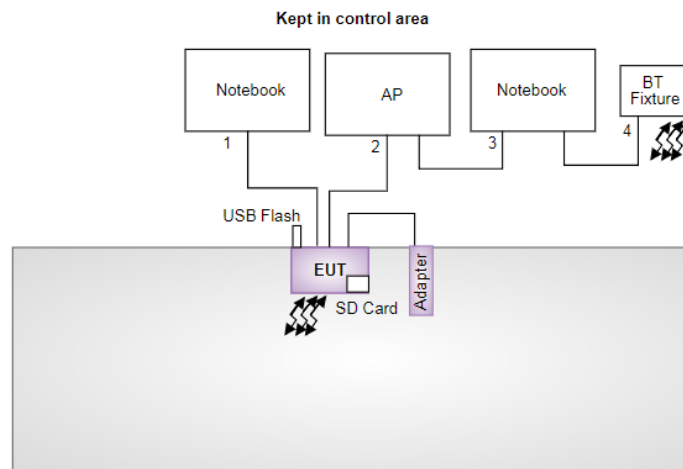 Kept in control area
Notebook
AP
Notebook
BT
Fixture
1
2
3
4
USB Flash
EUT
SD Card
Adapter